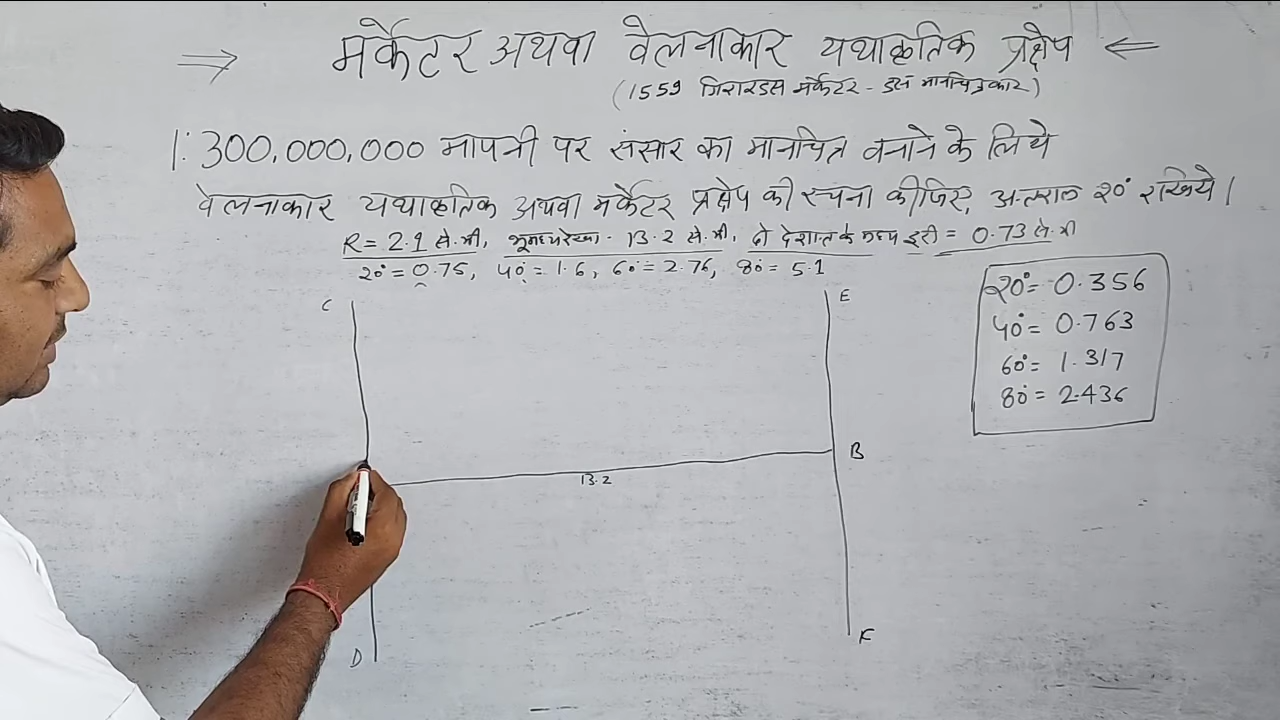 ⇒ मर्केटर अथवा बेलनाकार यथाकृतिक प्रक्षेप ⇐
(1559 जिरारडस मर्केटर - डस मानचित्रकार)
1: 300,000,000 मापनी पर संसार का मानचित्र बनाने के लिये
बेलनाकार यथाकृतिक अथवा मर्केटर प्रक्षेप की रचना कीजिए, अन्तराल 20° रखिये।
R = 2.1 से.मी, भूमध्यरेखा - 13.2 से.मी, दो देशान्तर के मध्य दूरी = 0.73 से.मी
20° = 0.75, 40° = 1.6, 60° = 2.76, 80° = 5.1
20° = 0.356
40° = 0.763
60° = 1.317
80° = 2.436
C
E
B
13.2
D
F